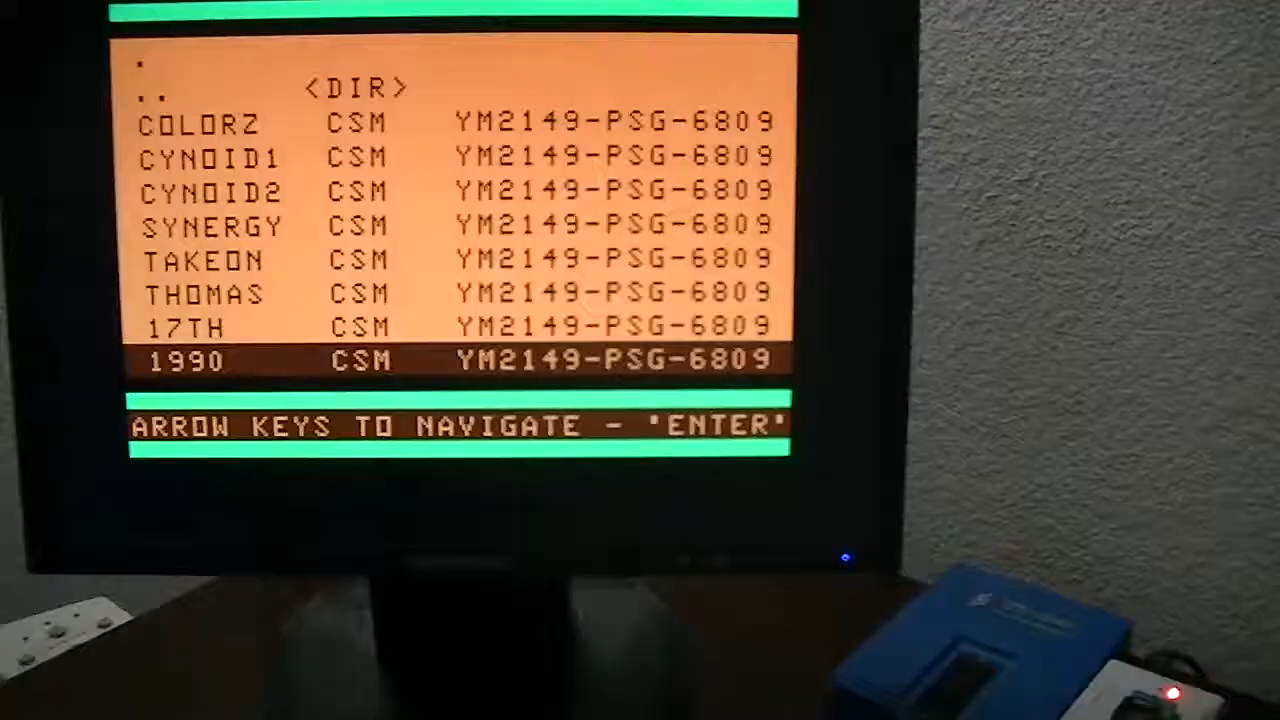 .
.. <DIR>
COLORZ CSM YM2149-PSG-6809
CYNOID1 CSM YM2149-PSG-6809
CYNOID2 CSM YM2149-PSG-6809
SYNERGY CSM YM2149-PSG-6809
TAKEON CSM YM2149-PSG-6809
THOMAS CSM YM2149-PSG-6809
17TH CSM YM2149-PSG-6809
1990 CSM YM2149-PSG-6809
ARROW KEYS TO NAVIGATE - "ENTER"